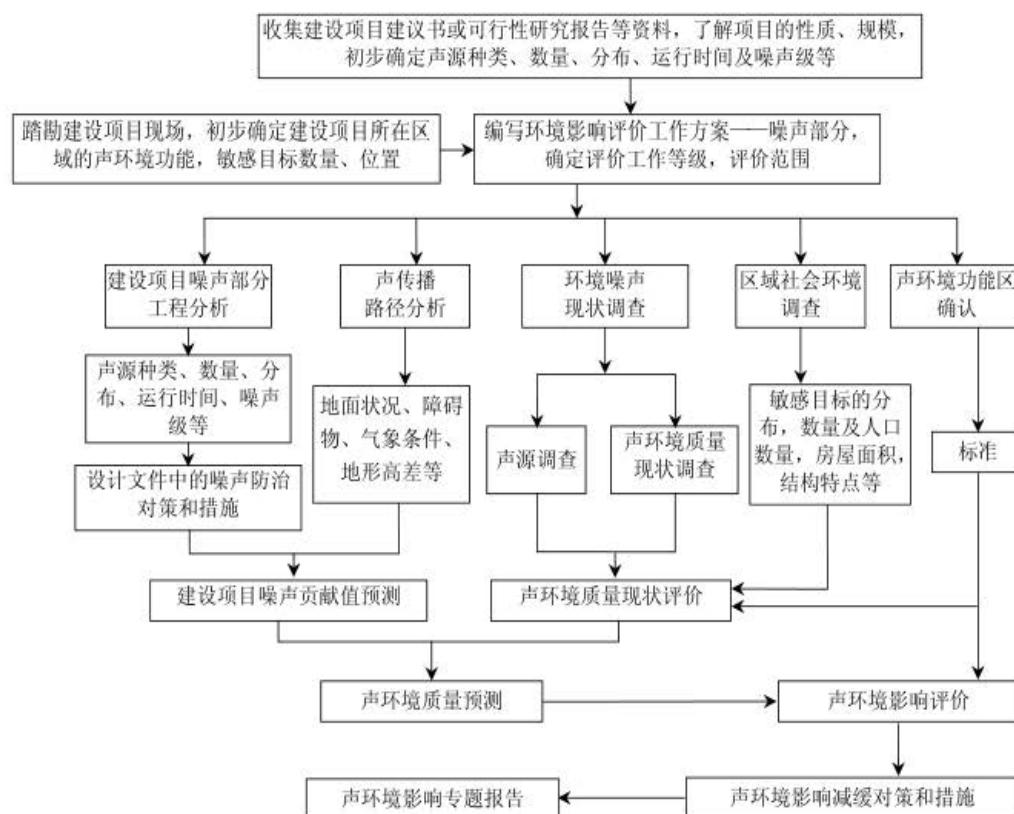 收集建设项目建议书或可行性研究报告等资料，了解项目的性质、规模，
初步确定声源种类、数量、分布、运行时间及噪声级等
踏勘建设项目现场，初步确定建设项目所在区
域的声环境功能，敏感目标数量、位置
编写环境影响评价工作方案——噪声部分，
确定评价工作等级，评价范围
建设项目噪声部分
工程分析
声传播
路径分析
环境噪声
现状调查
区域社会环境
调查
声环境功能区
确认
声源种类、数量、分
布、运行时间、噪声
级等
地面状况、障碍
物、气象条件、
地形高差等
声源调查
声环境质量
现状调查
敏感目标的分
布，数量及人口
数量，房屋面积，
结构特点等
标准
设计文件中的噪声防治
对策和措施
建设项目噪声贡献值预测
声环境质量现状评价
声环境质量预测
声环境影响评价
声环境影响专题报告
声环境影响减缓对策和措施